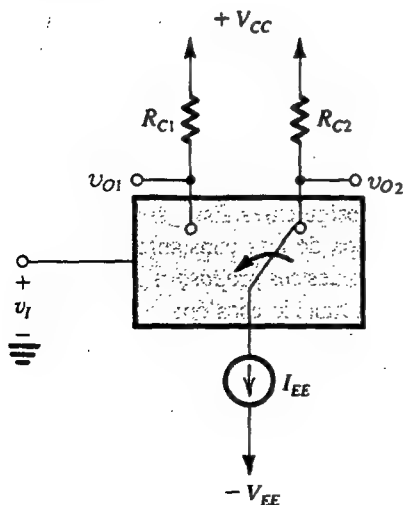 + V_CC
R_C1 R_C2
v_O1 v_O2
+
v_I
−
I_EE
− V_EE